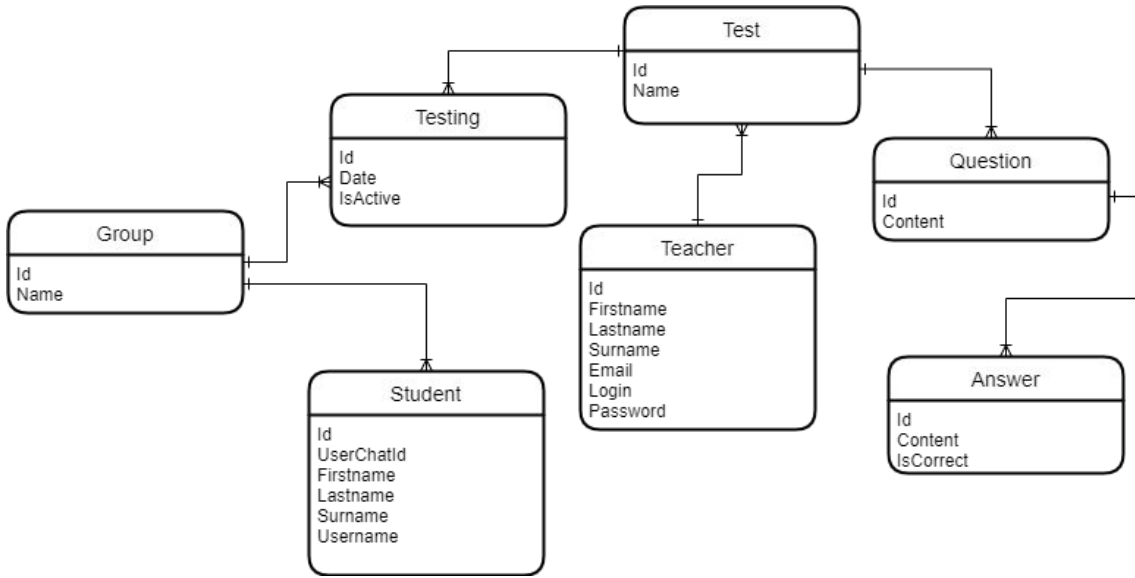 Test
Id
Name
Testing
Id
Date
IsActive
Question
Id
Content
Group
Id
Name
Teacher
Id
Firstname
Lastname
Surname
Email
Login
Password
Student
Id
UserChatId
Firstname
Lastname
Surname
Username
Answer
Id
Content
IsCorrect